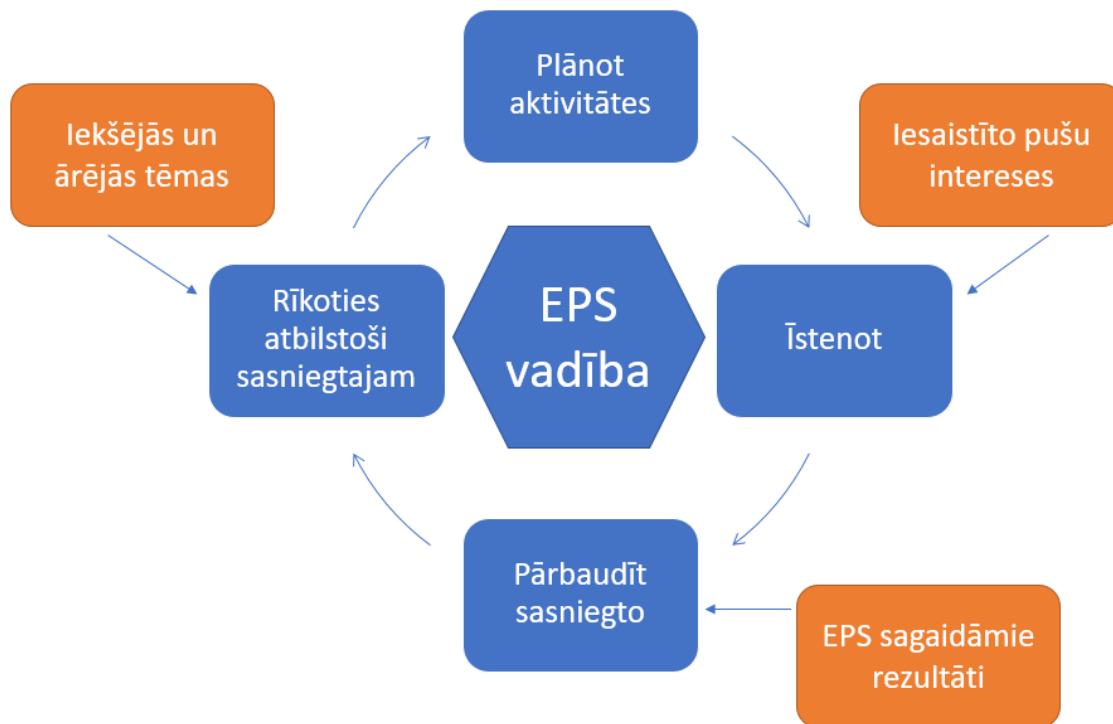 Plānot
aktivitātes
Iekšējās un
ārējās tēmas
Iesaistīto pušu
intereses
Rīkoties
atbilstoši
sasniegtajam
EPS
vadība
Īstenot
Pārbaudīt
sasniegto
EPS sagaidāmie
rezultāti